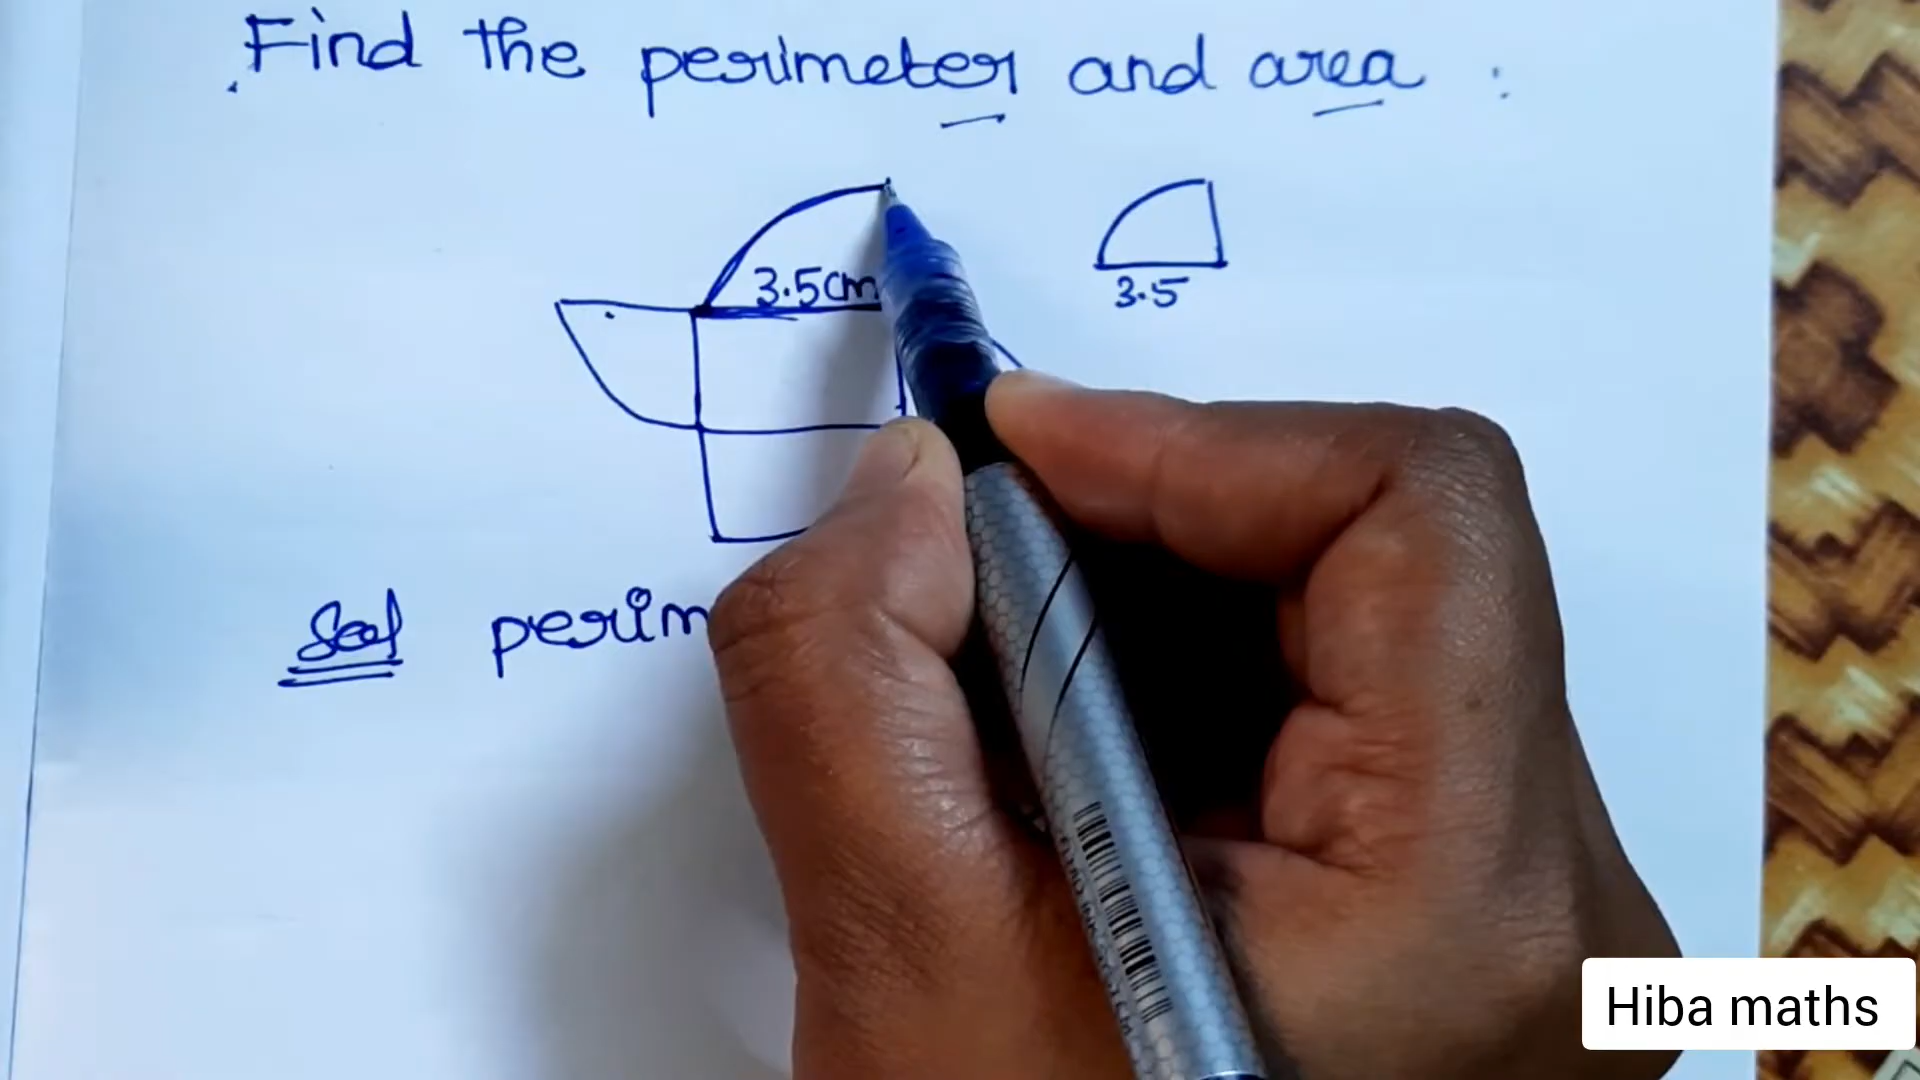 Find the perimeter and area :
3.5cm
3.5
Sol perim
Hiba maths